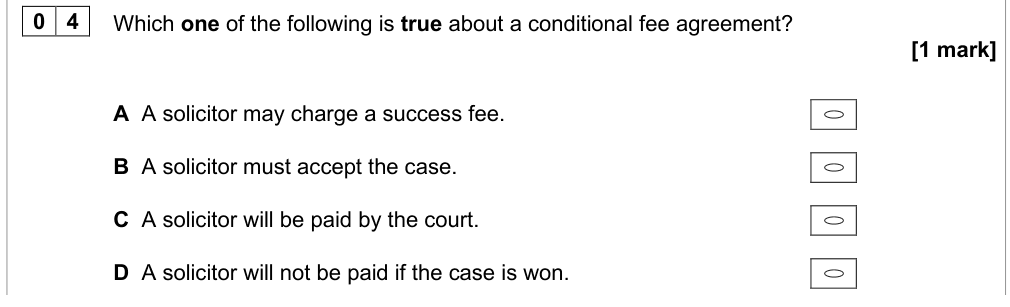 0 4 Which one of the following is true about a conditional fee agreement?
[1 mark]
A A solicitor may charge a success fee.
B A solicitor must accept the case.
C A solicitor will be paid by the court.
D A solicitor will not be paid if the case is won.